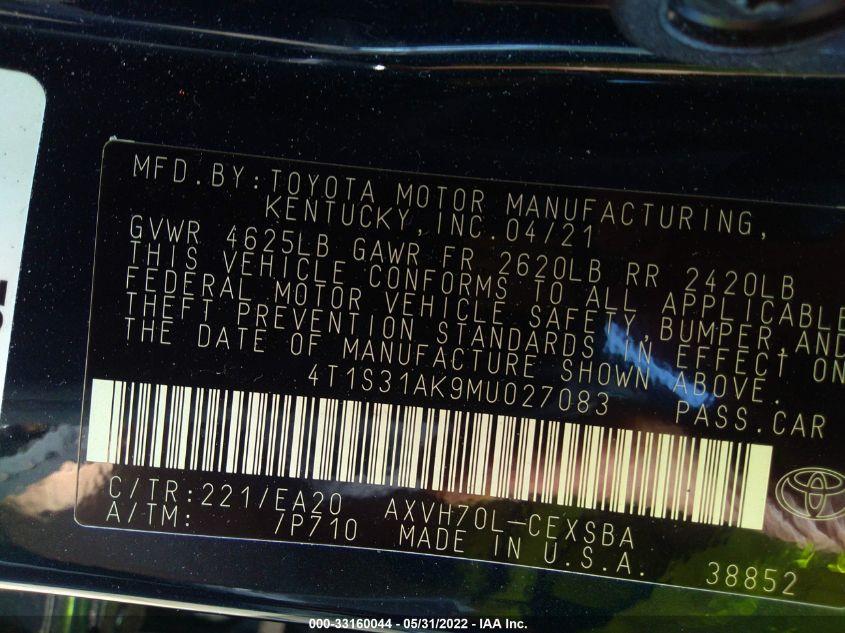 MFD.BY:TOYOTA MOTOR MANUFACTURING,
KENTUCKY,INC.04/21
GVWR 4625LB GAWR FR 2620LB RR 2420LB
THIS VEHICLE CONFORMS TO ALL APPLICABLE
FEDERAL MOTOR VEHICLE SAFETY,BUMPER,AND
THEFT PREVENTION STANDARDS IN EFFECT ON
THE DATE OF MANUFACTURE SHOWN ABOVE.
4T1S31AK9MU027083 PASS.CAR
C/TR:221/EA20 AXVH70L-CEXSBA
A/TM: /P710 MADE IN U.S.A. 38852
000-33160044 - 05/31/2022 - IAA Inc.